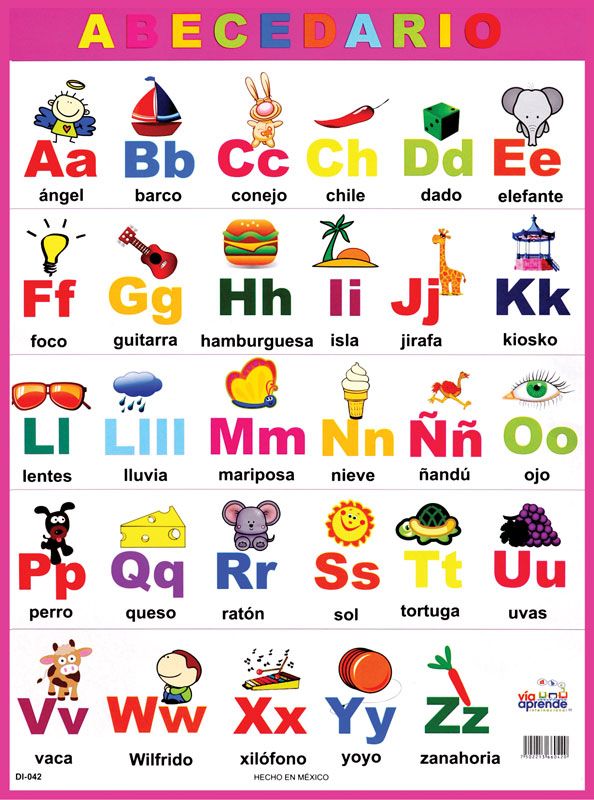 ABECEDARIO
Aa Bb Cc Ch Dd Ee
ángel barco conejo chile dado elefante
Ff Gg Hh Ii Jj Kk
foco guitarra hamburguesa isla jirafa kiosko
Ll Llll Mm Nn Ññ Oo
lentes lluvia mariposa nieve ñandú ojo
Pp Qq Rr Ss Tt Uu
perro queso ratón sol tortuga uvas
Vv Ww Xx Yy Zz
vía
aprende
internacional
vaca Wilfrido xilófono yoyo zanahoria
DI-042 HECHO EN MÉXICO